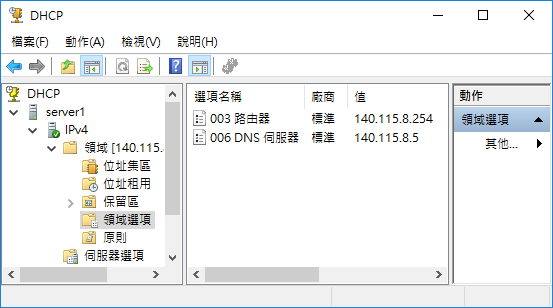 DHCP
檔案(F) 動作(A) 檢視(V) 說明(H)
DHCP
server1
IPv4
領域 [140.115.
位址集區
位址租用
保留區
領域選項
原則
伺服器選項
選項名稱 廠商 值
003 路由器 標準 140.115.8.254
006 DNS 伺服器 標準 140.115.8.5
動作
領域選項
其他...